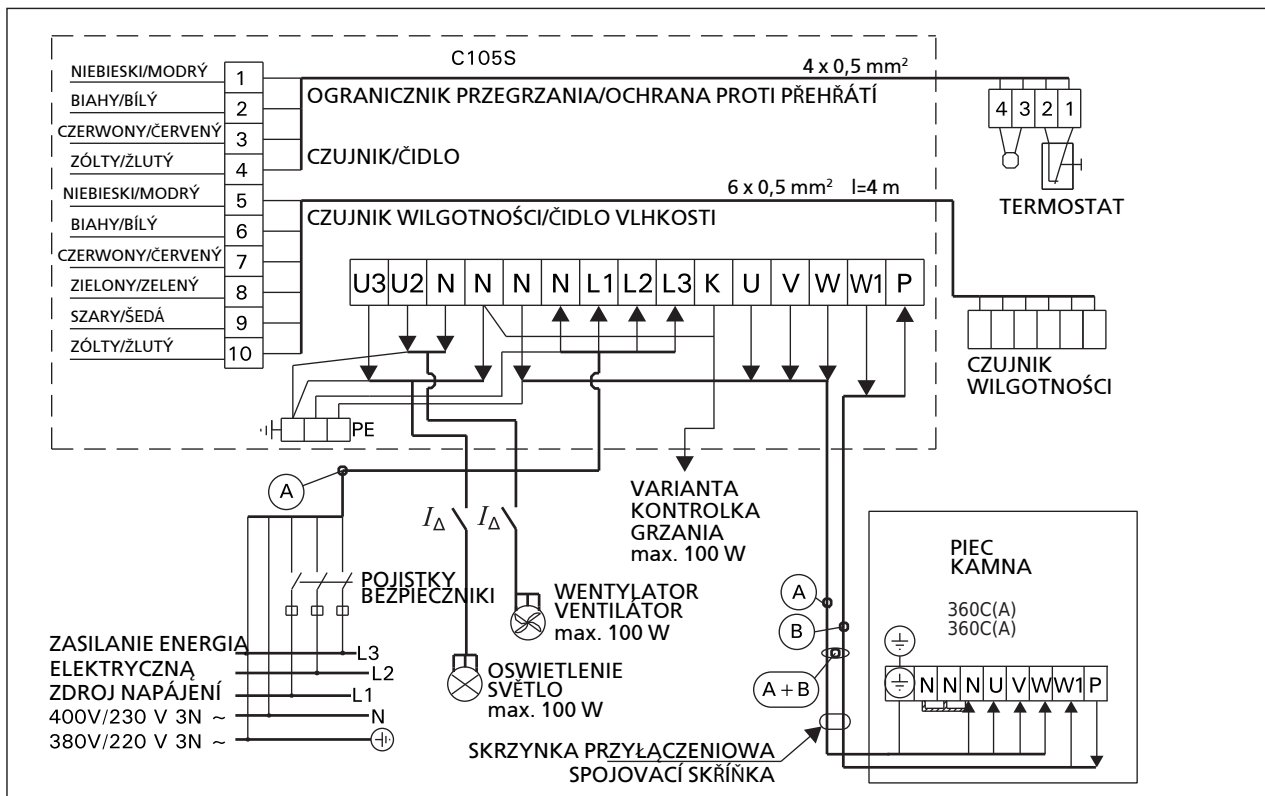 C105S
4 x 0,5 mm²
NIEBIESKI/MODRÝ 1
BIAHY/BÍLÝ 2
CZERWONY/ČERVENÝ 3
ZÓLTY/ŽLUTÝ 4
NIEBIESKI/MODRÝ 5
BIAHY/BÍLÝ 6
CZERWONY/ČERVENÝ 7
ZIELONY/ZELENÝ 8
SZARY/ŠEDÁ 9
ZÓLTY/ŽLUTÝ 10
OGRANICZNIK PRZEGRZANIA/OCHRANA PROTI PŘEHŘÁTÍ
CZUJNIK/ČIDLO
4 3 2 1
TERMOSTAT
6 x 0,5 mm² l=4 m
CZUJNIK WILGOTNOŚCI/ČIDLO VLHKOSTI
U3 U2 N N N N L1 L2 L3 K U V W W1 P
CZUJNIK
WILGOTNOŚCI
PE
A
VARIANTA
KONTROLKA
GRZANIA
max. 100 W
IΔ IΔ
POJISTKY
BEZPIECZNIKI
WENTYLATOR
VENTILÁTOR
max. 100 W
OSWIETLENIE
SVĚTLO
max. 100 W
ZASILANIE ENERGIA
ELEKTRYCZNĄ
ZDROJ NAPÁJENÍ
400V/230 V 3N ~
380V/220 V 3N ~
L3
L2
L1
N
A
B
A + B
PIEC
KAMNA
360C(A)
360C(A)
N N N U V W W1 P
SKRZYNKA PRZYŁĄCZENIOWA
SPOJOVACÍ SKŘÍŇKA